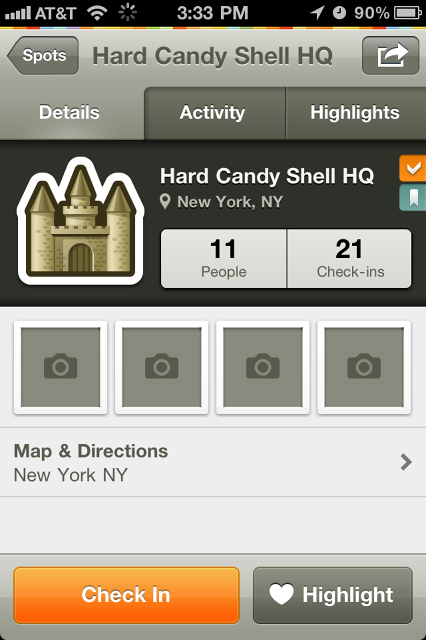 AT&T 3:33 PM 90%
Spots Hard Candy Shell HQ
Details Activity Highlights
Hard Candy Shell HQ
New York, NY
11 21
People Check-ins
Map & Directions
New York NY
Check In Highlight